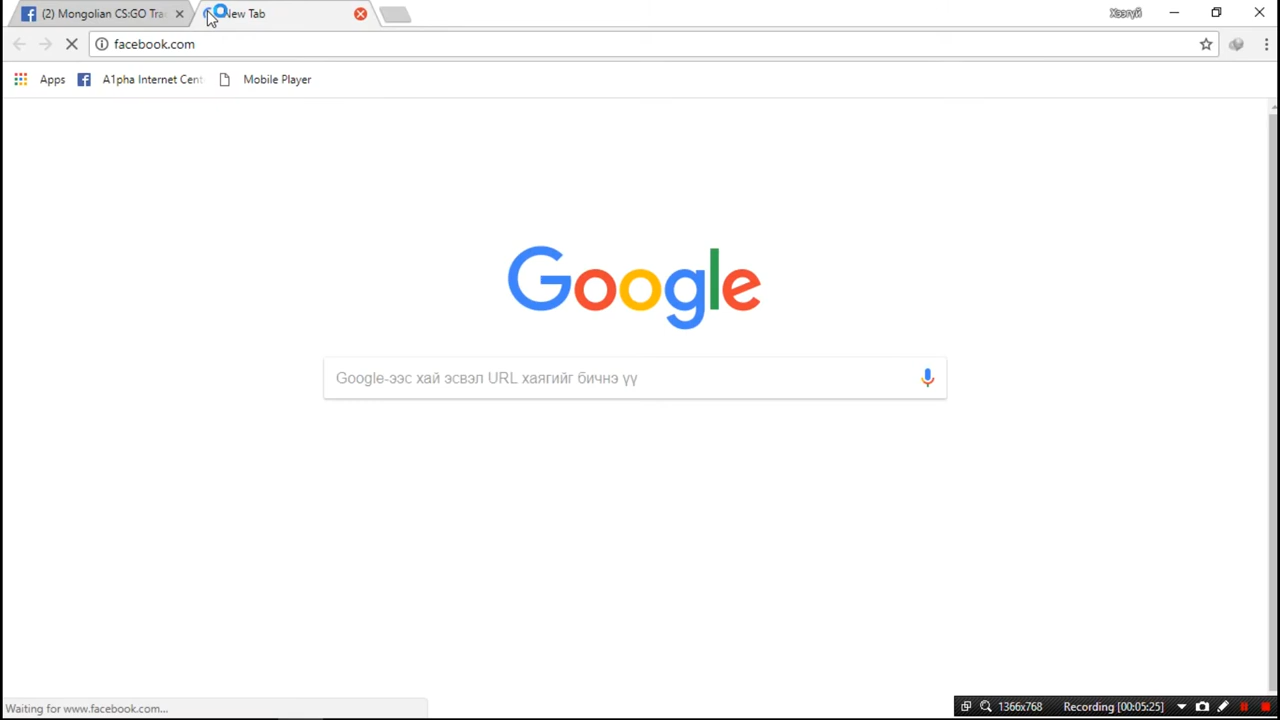 (2) Mongolian CS:GO Tra
New Tab
Хээгүй
facebook.com
Apps
A1pha Internet Cent
Mobile Player
Google
Google-ээс хай эсвэл URL хаягийг бичнэ үү
Waiting for www.facebook.com...
1366x768
Recording [00:05:25]